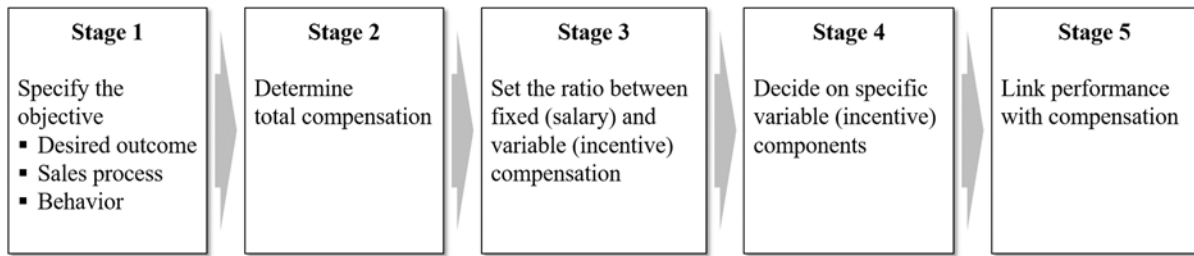 Stage 1
Specify the
objective
▪ Desired outcome
▪ Sales process
▪ Behavior
Stage 2
Determine
total compensation
Stage 3
Set the ratio between
fixed (salary) and
variable (incentive)
compensation
Stage 4
Decide on specific
variable (incentive)
components
Stage 5
Link performance
with compensation